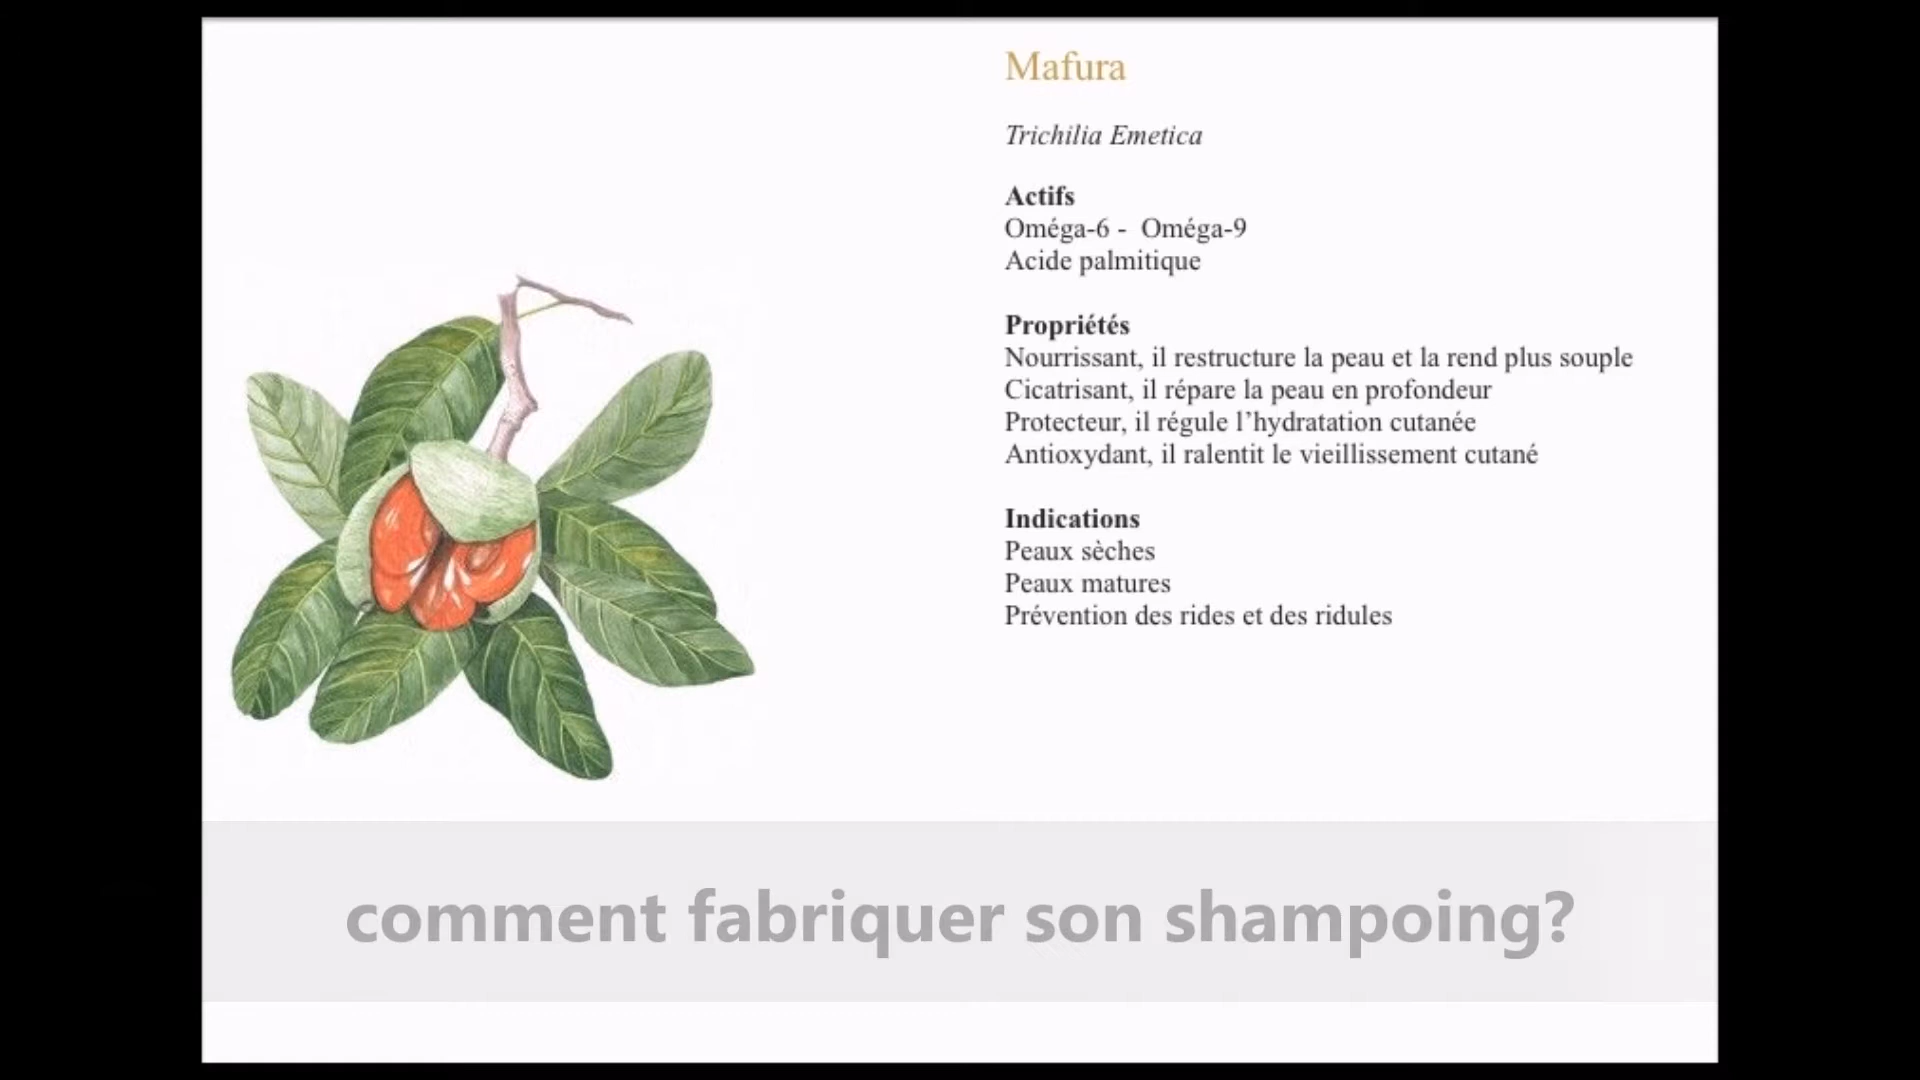 Mafura
Trichilia Emetica
Actifs
Oméga-6 - Oméga-9
Acide palmitique
Propriétés
Nourrissant, il restructure la peau et la rend plus souple
Cicatrisant, il répare la peau en profondeur
Protecteur, il régule l'hydratation cutanée
Antioxydant, il ralentit le vieillissement cutané
Indications
Peaux sèches
Peaux matures
Prévention des rides et des ridules
comment fabriquer son shampoing?